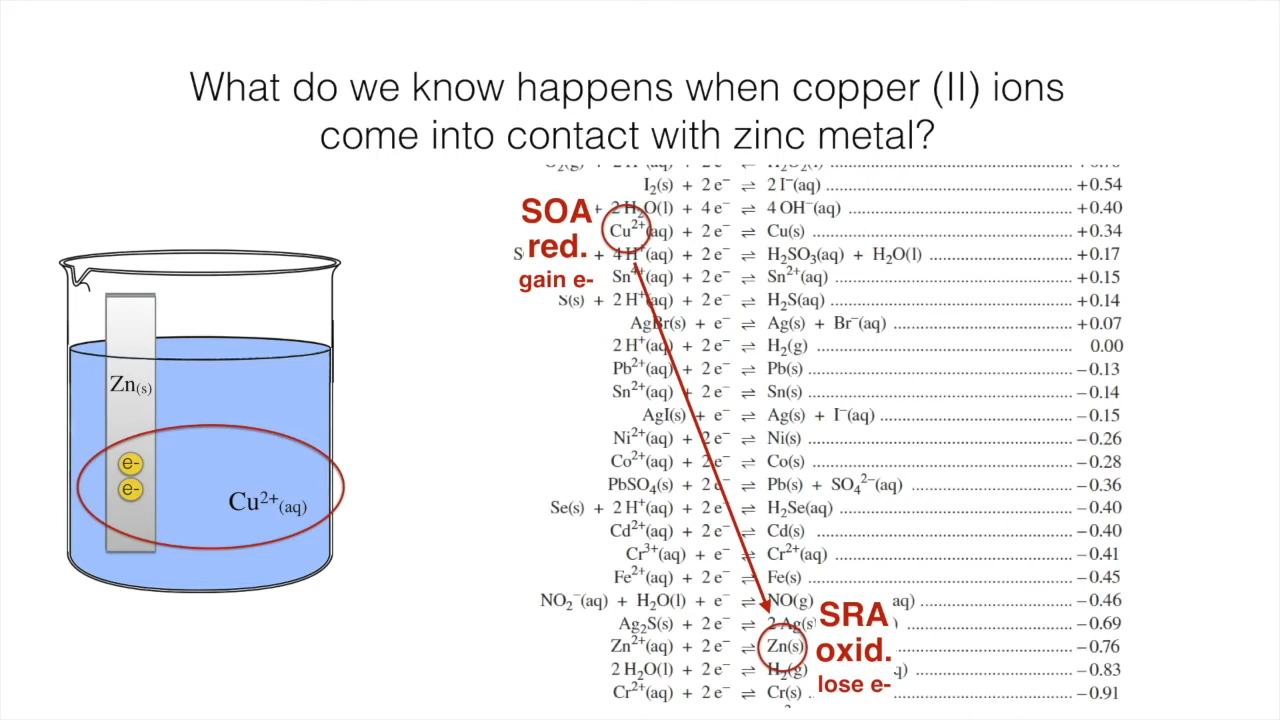 What do we know happens when copper (II) ions
come into contact with zinc metal?
I₂(s) + 2 e⁻ ⇌ 2 I⁻(aq) ........ +0.54
+ 2 H₂O(l) + 4 e⁻ ⇌ 4 OH⁻(aq) ........ +0.40
Cu²⁺(aq) + 2 e⁻ ⇌ Cu(s) ........ +0.34
S + 4 H⁺(aq) + 2 e⁻ ⇌ H₂SO₃(aq) + H₂O(l) ........ +0.17
Sn⁴⁺(aq) + 2 e⁻ ⇌ Sn²⁺(aq) ........ +0.15
S(s) + 2 H⁺(aq) + 2 e⁻ ⇌ H₂S(aq) ........ +0.14
AgBr(s) + e⁻ ⇌ Ag(s) + Br⁻(aq) ........ +0.07
2 H⁺(aq) + 2 e⁻ ⇌ H₂(g) ........ 0.00
Pb²⁺(aq) + 2 e⁻ ⇌ Pb(s) ........ −0.13
Sn²⁺(aq) + 2 e⁻ ⇌ Sn(s) ........ −0.14
AgI(s) + e⁻ ⇌ Ag(s) + I⁻(aq) ........ −0.15
Ni²⁺(aq) + 2 e⁻ ⇌ Ni(s) ........ −0.26
Co²⁺(aq) + 2 e⁻ ⇌ Co(s) ........ −0.28
PbSO₄(s) + 2 e⁻ ⇌ Pb(s) + SO₄²⁻(aq) ........ −0.36
Se(s) + 2 H⁺(aq) + 2 e⁻ ⇌ H₂Se(aq) ........ −0.40
Cd²⁺(aq) + 2 e⁻ ⇌ Cd(s) ........ −0.40
Cr³⁺(aq) + e⁻ ⇌ Cr²⁺(aq) ........ −0.41
Fe²⁺(aq) + 2 e⁻ ⇌ Fe(s) ........ −0.45
NO₂⁻(aq) + H₂O(l) + e⁻ ⇌ NO(g) aq) ........ −0.46
Ag₂S(s) + 2 e⁻ ⇌ 2 Ag(s ) ........ −0.69
Zn²⁺(aq) + 2 e⁻ ⇌ Zn(s) ........ −0.76
2 H₂O(l) + 2 e⁻ ⇌ H₂(g) q) ........ −0.83
Cr²⁺(aq) + 2 e⁻ ⇌ Cr(s) ........ −0.91
SOA
red.
gain e-
SRA
oxid.
lose e-
Zn(s)
e-
e-
Cu²⁺(aq)